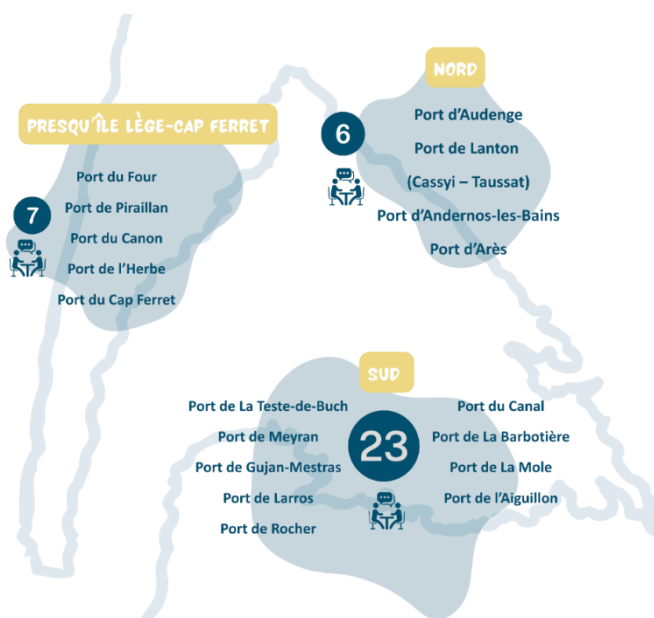 NORD
Port d'Audenge
6
Port de Lanton
(Cassyi – Taussat)
Port d'Andernos-les-Bains
Port d'Arès
PRESQU'ÎLE LÈGE-CAP FERRET
Port du Four
7
Port de Piraillan
Port du Canon
Port de l'Herbe
Port du Cap Ferret
SUD
23
Port de La Teste-de-Buch
Port de Meyran
Port de Gujan-Mestras
Port de Larros
Port de Rocher
Port du Canal
Port de La Barbotière
Port de La Mole
Port de l'Aiguillon